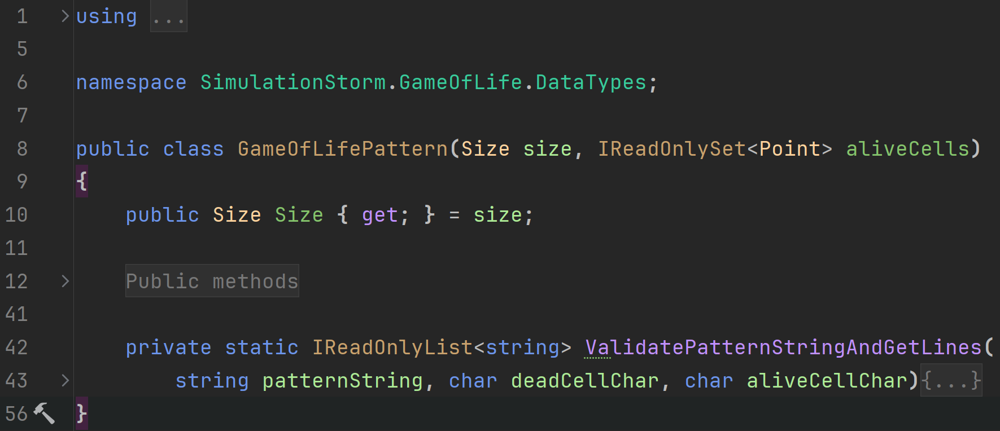 1 using ...
5
6 namespace SimulationStorm.GameOfLife.DataTypes;
7
8 public class GameOfLifePattern(Size size, IReadOnlySet<Point> aliveCells)
9 {
10 public Size Size { get; } = size;
11
12 Public methods
41
42 private static IReadOnlyList<string> ValidatePatternStringAndGetLines(
43 string patternString, char deadCellChar, char aliveCellChar){...}
56 }